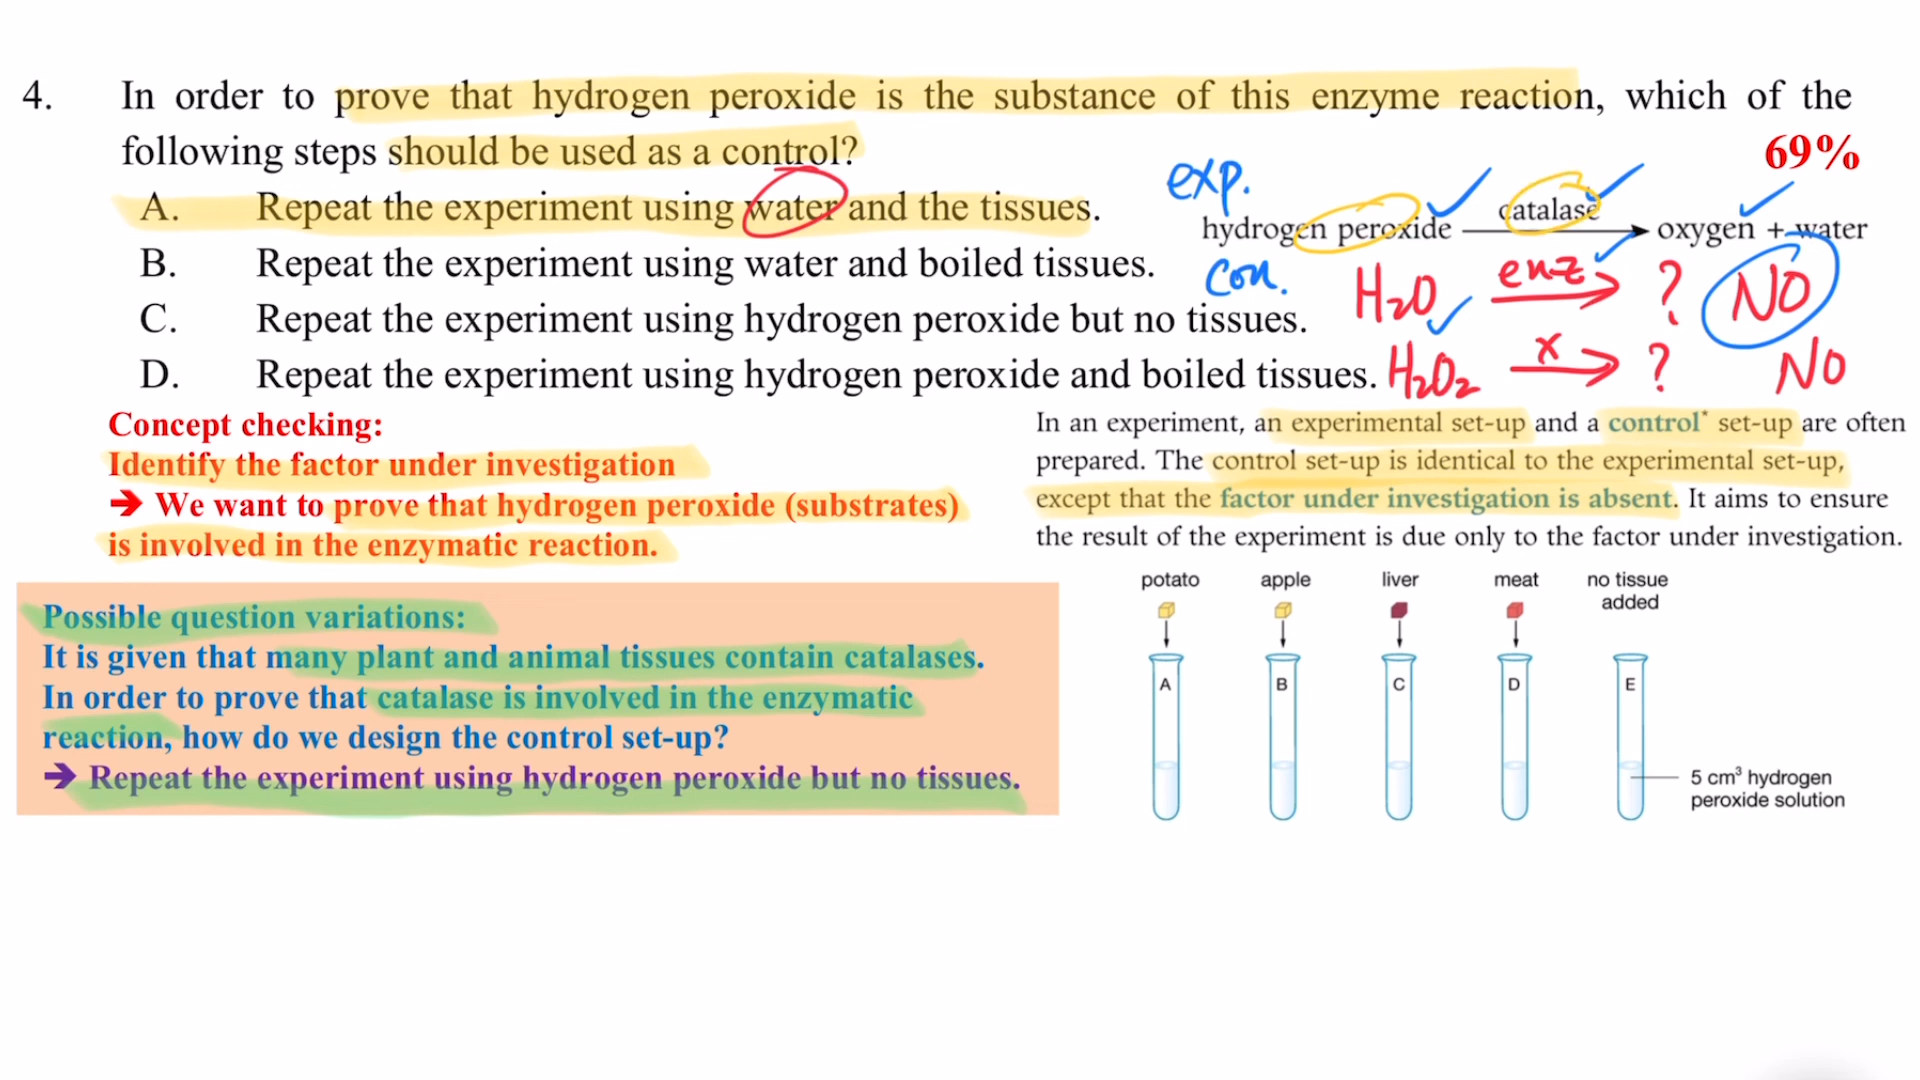 4. In order to prove that hydrogen peroxide is the substance of this enzyme reaction, which of the
following steps should be used as a control?
69%
A. Repeat the experiment using water and the tissues.
B. Repeat the experiment using water and boiled tissues.
C. Repeat the experiment using hydrogen peroxide but no tissues.
D. Repeat the experiment using hydrogen peroxide and boiled tissues.
exp.
catalase
hydrogen peroxide → oxygen + water
con. H₂O enz → ? NO
H₂O₂ x → ? NO
Concept checking:
Identify the factor under investigation
➔ We want to prove that hydrogen peroxide (substrates)
is involved in the enzymatic reaction.
In an experiment, an experimental set-up and a control* set-up are often
prepared. The control set-up is identical to the experimental set-up,
except that the factor under investigation is absent. It aims to ensure
the result of the experiment is due only to the factor under investigation.
Possible question variations:
It is given that many plant and animal tissues contain catalases.
In order to prove that catalase is involved in the enzymatic
reaction, how do we design the control set-up?
➔ Repeat the experiment using hydrogen peroxide but no tissues.
potato apple liver meat no tissue
added
A B C D E
5 cm³ hydrogen
peroxide solution